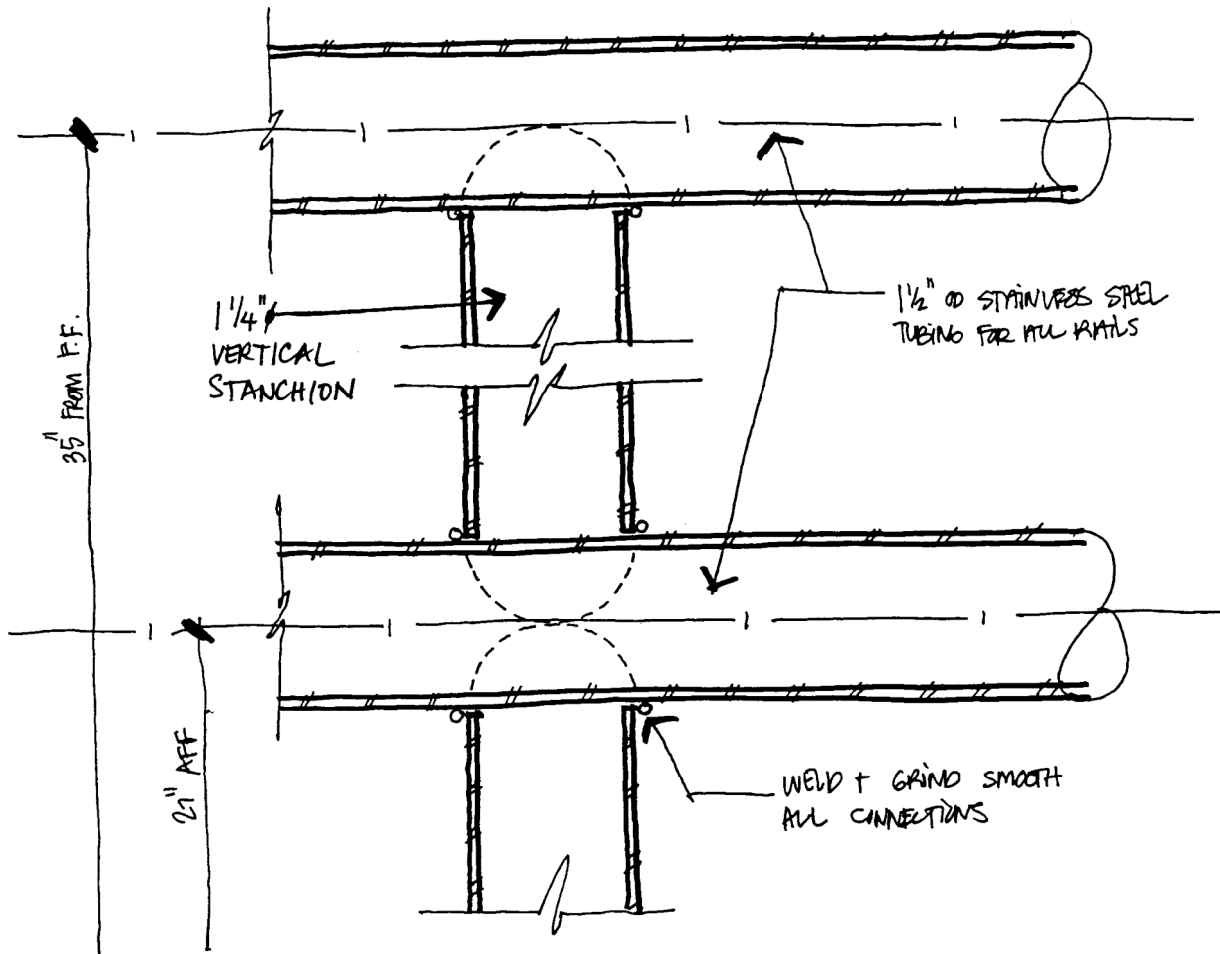 1 1/4"ø
VERTICAL
STANCHION
1 1/2" OD STAINLESS STEEL
TUBING FOR ALL RAILS
35" FROM F.F.
AFF
WELD + GRIND SMOOTH
ALL CONNECTIONS